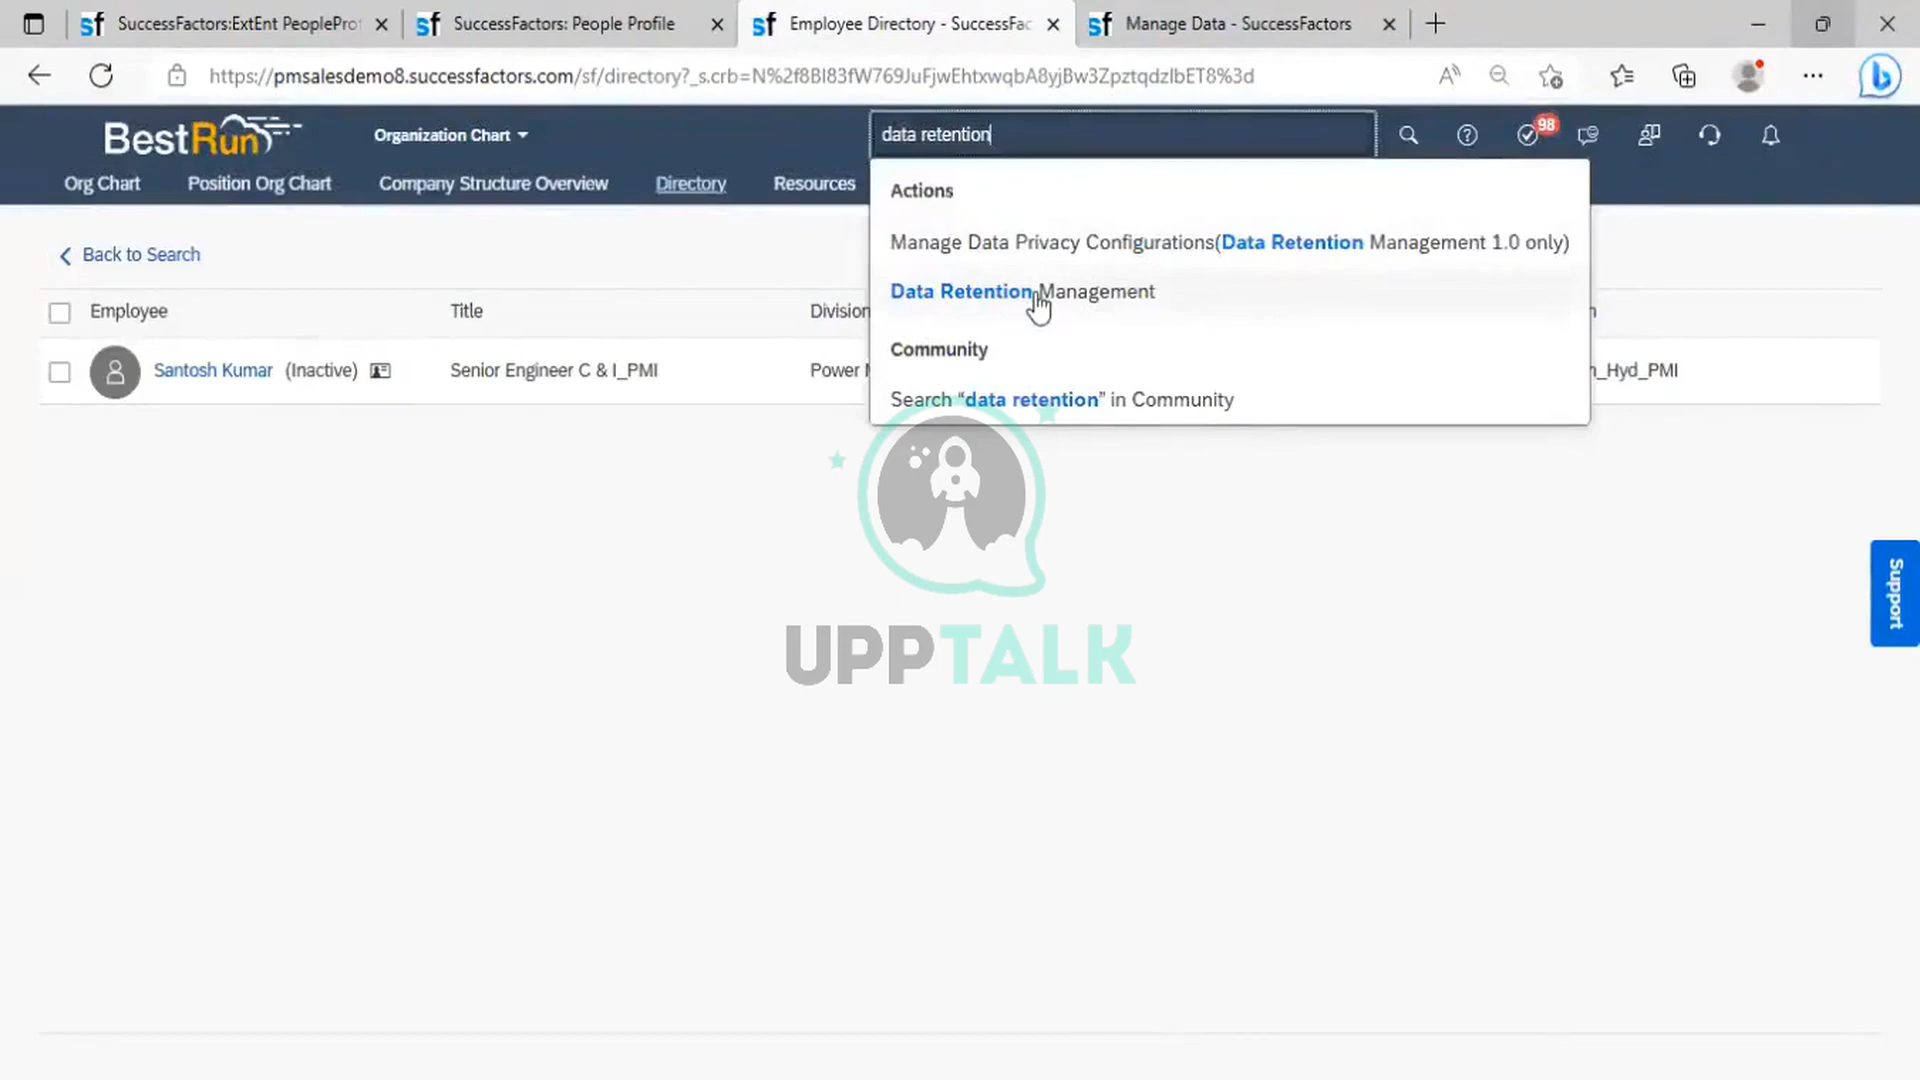 SuccessFactors:ExtEnt PeopleProf
SuccessFactors: People Profile
Employee Directory - SuccessFac
Manage Data - SuccessFactors
https://pmsalesdemo8.successfactors.com/sf/directory?_s.crb=N%2f8Bl83fW769JuFjwEhtxwqbA8yjBw3ZpztqdzlbET8%3d
BestRun
Organization Chart
data retention
98
Org Chart
Position Org Chart
Company Structure Overview
Directory
Resources
Actions
Manage Data Privacy Configurations(Data Retention Management 1.0 only)
Data Retention Management
Community
Search “data retention” in Community
Back to Search
Employee
Title
Division
Santosh Kumar (Inactive)
Senior Engineer C & I_PMI
Power
_Hyd_PMI
Support
UPPTALK